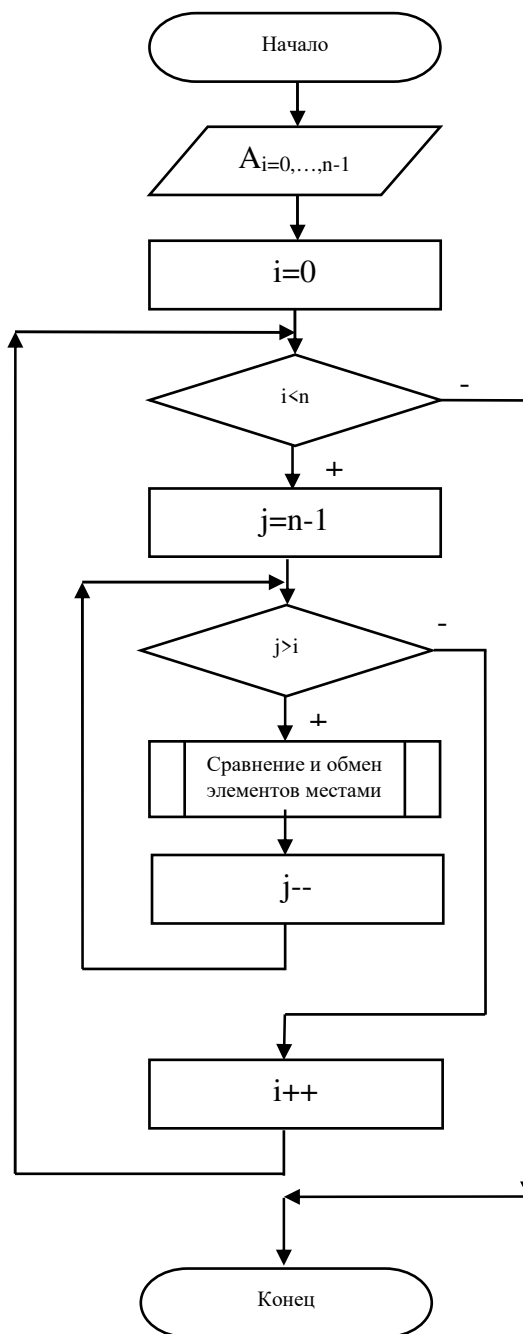 Начало
Ai=0,…,n-1
i=0
i<n
-
+
j=n-1
j>i
-
+
Сравнение и обмен
элементов местами
j--
i++
Конец